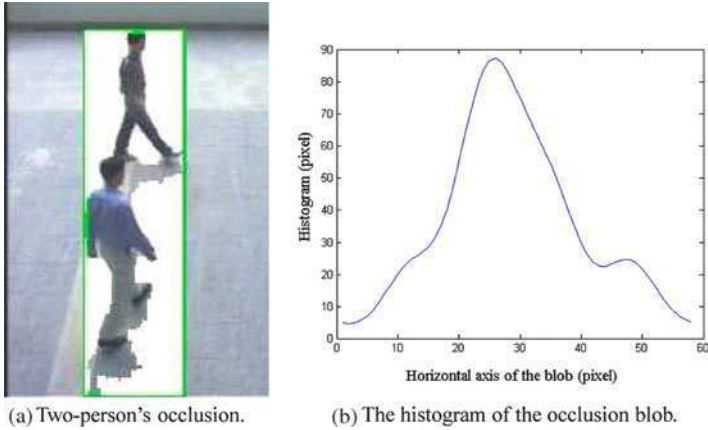 90
80
70
60
50
40
30
20
10
0
Histogram (pixel)
0 10 20 30 40 50 60
Horizontal axis of the blob (pixel)
(a) Two-person's occlusion.
(b) The histogram of the occlusion blob.